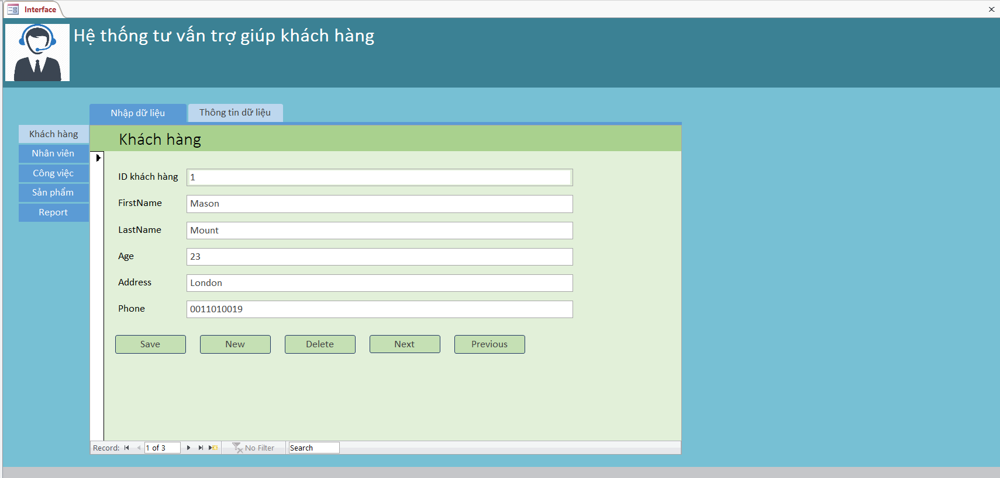 Interface
Hệ thống tư vấn trợ giúp khách hàng
Nhập dữ liệu
Thông tin dữ liệu
Khách hàng
Nhân viên
Công việc
Sản phẩm
Report
Khách hàng
ID khách hàng 1
FirstName Mason
LastName Mount
Age 23
Address London
Phone 0011010019
Save New Delete Next Previous
Record: 1 of 3 No Filter Search